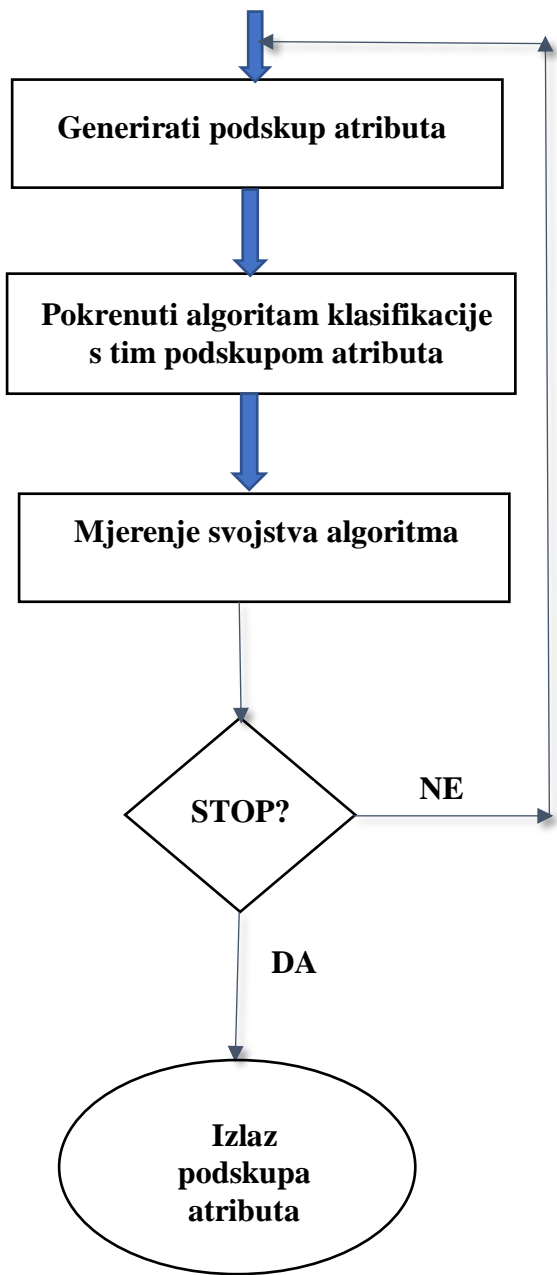 Generirati podskup atributa
Pokrenuti algoritam klasifikacije
s tim podskupom atributa
Mjerenje svojstva algoritma
STOP?
NE
DA
Izlaz
podskupa
atributa